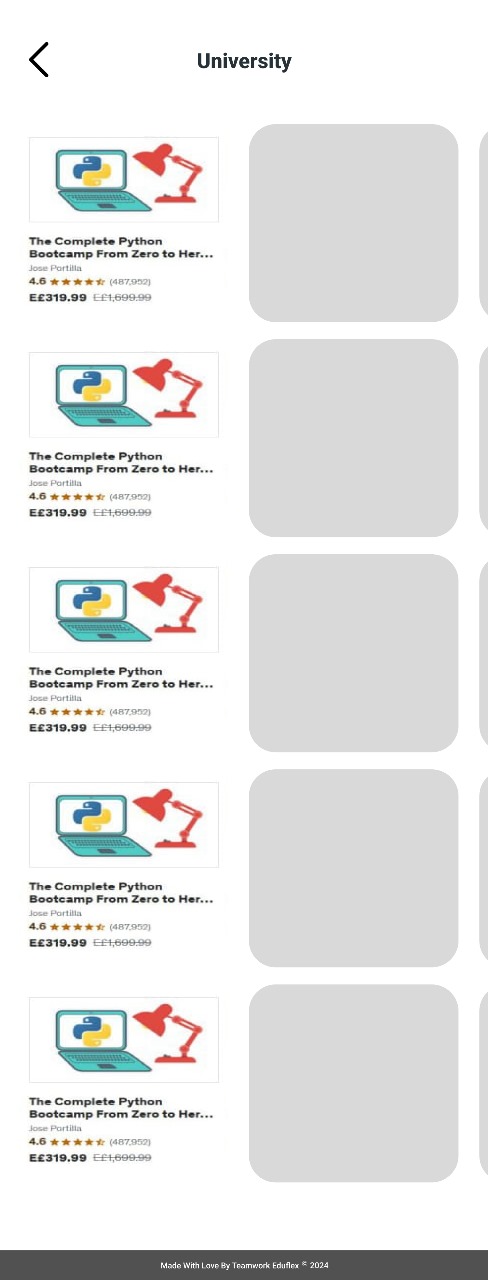 University
The Complete Python
Bootcamp From Zero to Her...
Jose Portilla
4.6 (487,952)
E£319.99 E£1,699.99
The Complete Python
Bootcamp From Zero to Her...
Jose Portilla
4.6 (487,952)
E£319.99 E£1,699.99
The Complete Python
Bootcamp From Zero to Her...
Jose Portilla
4.6 (487,952)
E£319.99 E£1,699.99
The Complete Python
Bootcamp From Zero to Her...
Jose Portilla
4.6 (487,952)
E£319.99 E£1,699.99
The Complete Python
Bootcamp From Zero to Her...
Jose Portilla
4.6 (487,952)
E£319.99 E£1,699.99
Made With Love By Teamwork Eduflex © 2024